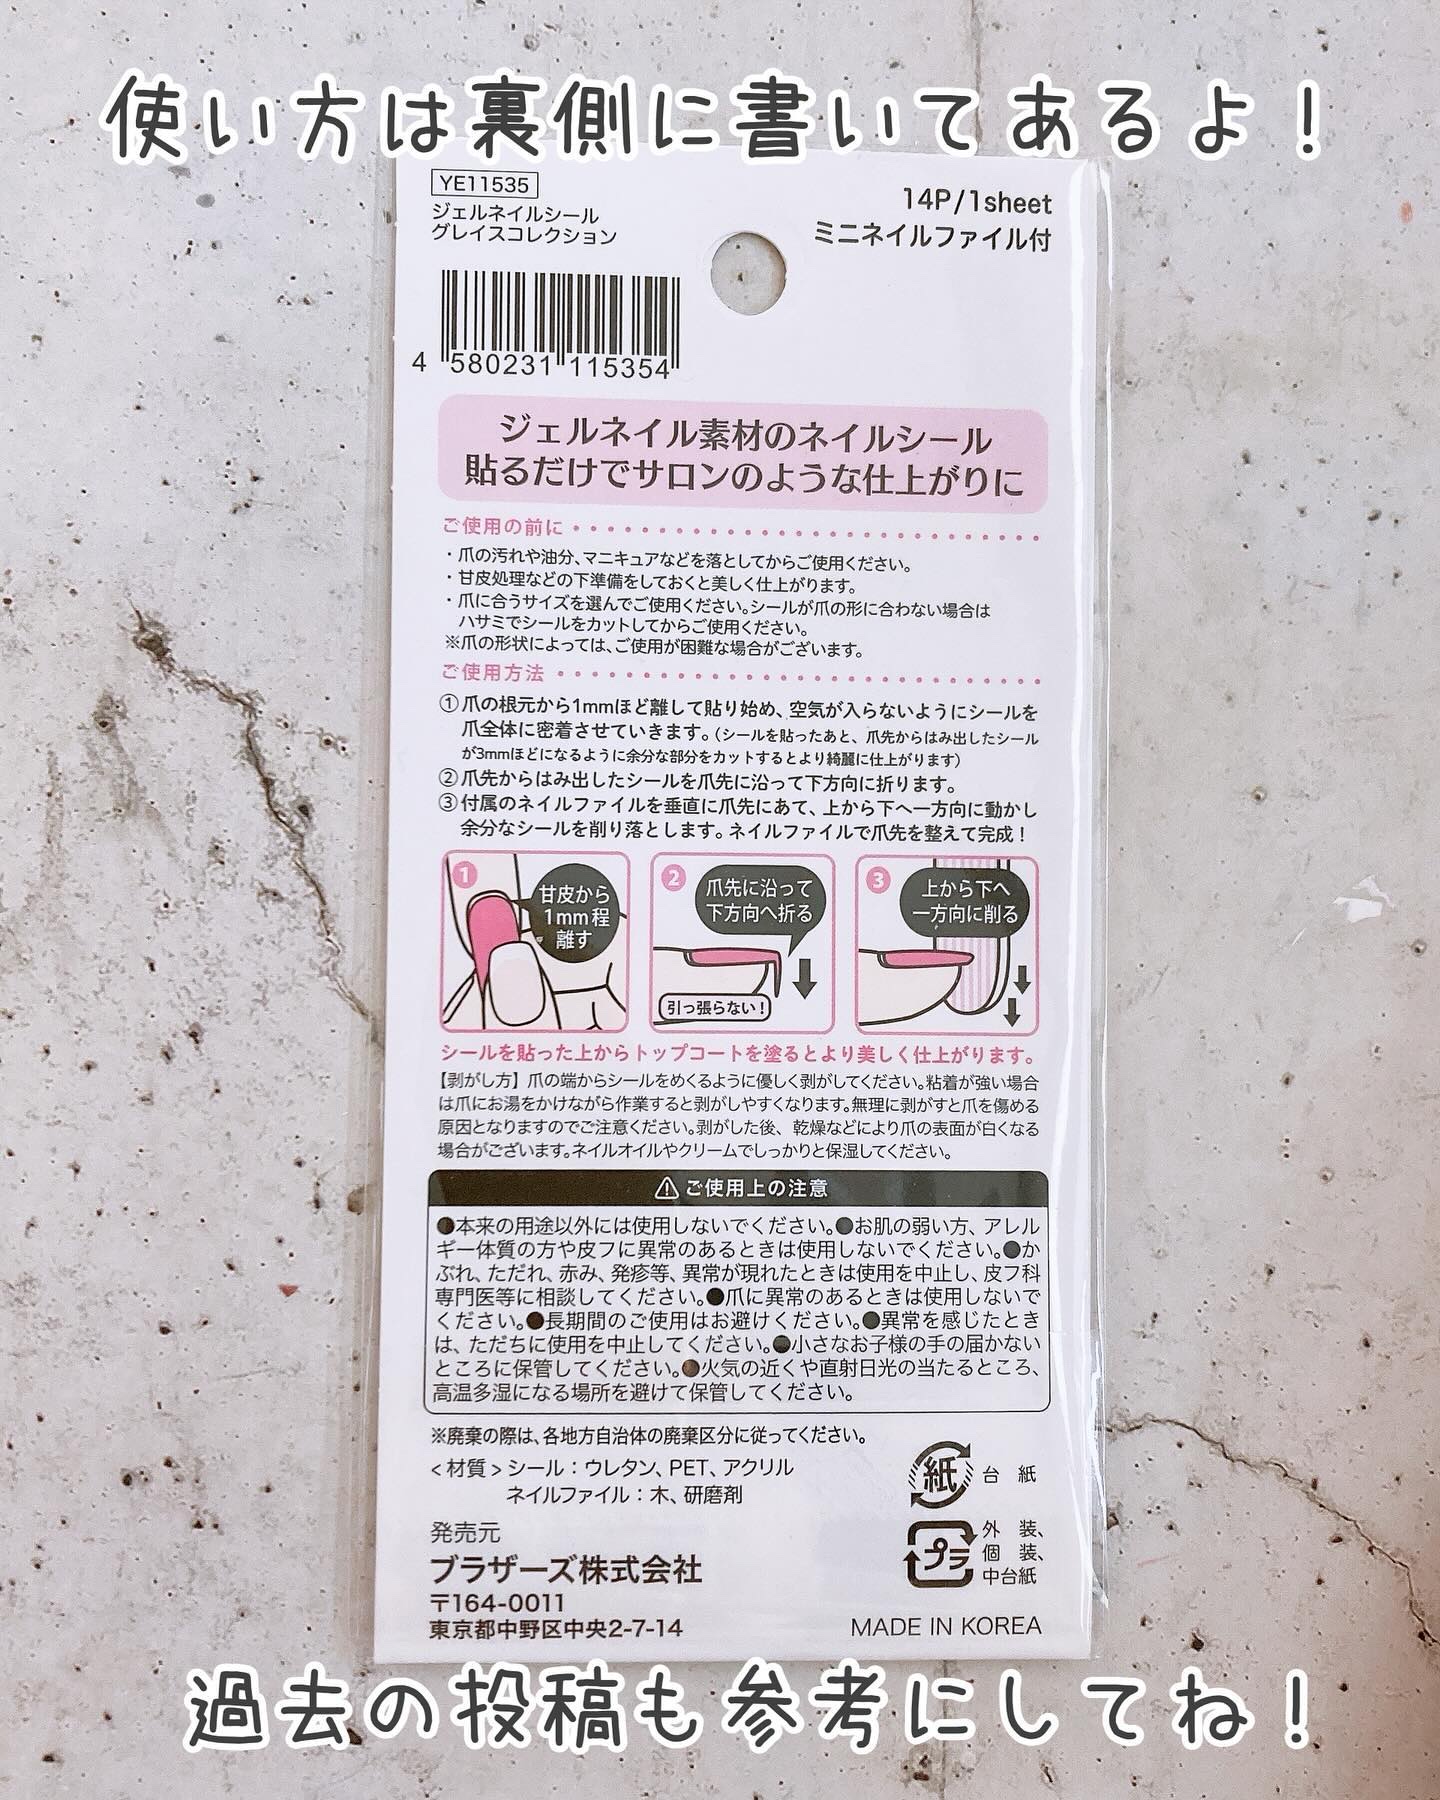 使い方は裏側に書いてあるよ！
YE11535
ジェルネイルシール
グレイスコレクション
14P/1sheet
ミニネイルファイル付
4 580231 115354
ジェルネイル素材のネイルシール
貼るだけでサロンのような仕上がりに
ご使用の前に
・爪の汚れや油分、マニキュアなどを落としてからご使用ください。
・甘皮処理などの下準備をしておくと美しく仕上がります。
・爪に合うサイズを選んでご使用ください。シールが爪の形に合わない場合は
ハサミでシールをカットしてからご使用ください。
※爪の形状によっては、ご使用が困難な場合がございます。
ご使用方法
①爪の根元から1mmほど離して貼り始め、空気が入らないようにシールを
爪全体に密着させていきます。(シールを貼ったあと、爪先からはみ出したシール
が3mmほどになるように余分な部分をカットするとより綺麗に仕上がります)
②爪先からはみ出したシールを爪先に沿って下方向に折ります。
③付属のネイルファイルを垂直に爪先にあて、上から下へ一方向に動かし
余分なシールを削り落とします。ネイルファイルで爪先を整えて完成！
1
甘皮から
1mm程
離す
2
爪先に沿って
下方向へ折る
引っ張らない！
3
上から下へ
一方向に削る
シールを貼った上からトップコートを塗るとより美しく仕上がります。
【剥がし方】爪の端からシールをめくるように優しく剥がしてください。粘着が強い場合
は爪にお湯をかけながら作業すると剥がしやすくなります。無理に剥がすと爪を傷める
原因となりますのでご注意ください。剥がした後、乾燥などにより爪の表面が白くなる
場合がございます。ネイルオイルやクリームでしっかりと保湿してください。
⚠ご使用上の注意
●本来の用途以外には使用しないでください。●お肌の弱い方、アレル
ギー体質の方や皮フに異常のあるときは使用しないでください。●か
ぶれ、ただれ、赤み、発疹等、異常が現れたときは使用を中止し、皮フ科
専門医等に相談してください。●爪に異常のあるときは使用しないで
ください。●長期間のご使用はお避けください。●異常を感じたとき
は、ただちに使用を中止してください。●小さなお子様の手の届かない
ところに保管してください。●火気の近くや直射日光の当たるところ、
高温多湿になる場所を避けて保管してください。
※廃棄の際は、各地方自治体の廃棄区分に従ってください。
<材質>シール：ウレタン、PET、アクリル
ネイルファイル：木、研磨剤
紙 台紙
プラ 外装、
個装、
中台紙
発売元
ブラザーズ株式会社
〒164-0011
東京都中野区中央2-7-14
MADE IN KOREA
過去の投稿も参考にしてね！